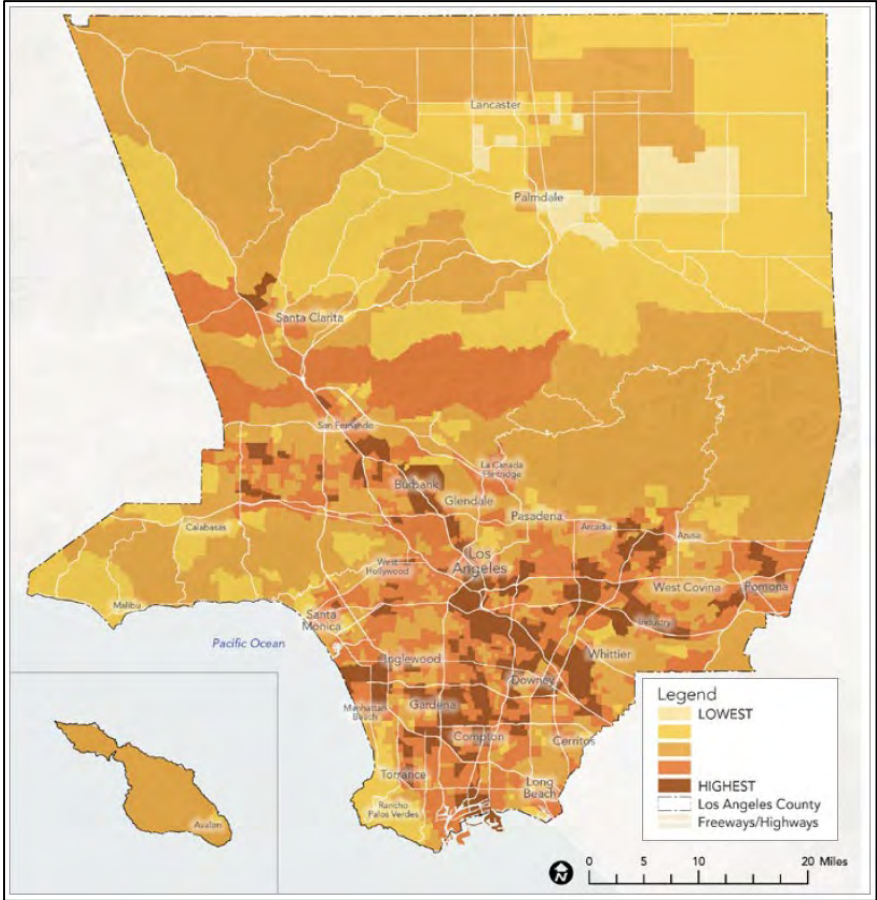 Lancaster
Palmdale
Santa Clarita
San Fernando
La Canada
Flintridge
Burbank
Glendale
Pasadena
Arcadia
Azusa
Calabasas
West
Hollywood
Los
Angeles
West Covina
Pomona
Malibu
Santa
Monica
Industry
Pacific Ocean
Inglewood
Whittier
Downey
Manhattan
Beach
Gardena
Compton
Cerritos
Torrance
Long
Beach
Rancho
Palos Verdes
Avalon
Legend
LOWEST
HIGHEST
Los Angeles County
Freeways/Highways
N
0 5 10 20 Miles